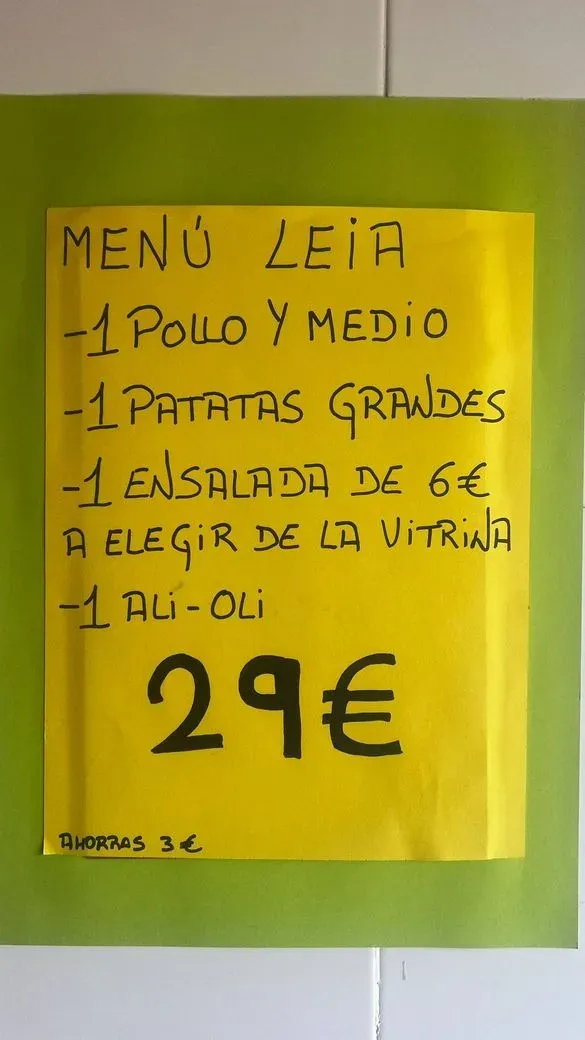 MENÚ LEIA
-1 POLLO Y MEDIO
-1 PATATAS GRANDES
-1 ENSALADA DE 6€
A ELEGIR DE LA VITRINA
-1 ALI-OLI
29€
AHORRAS 3€